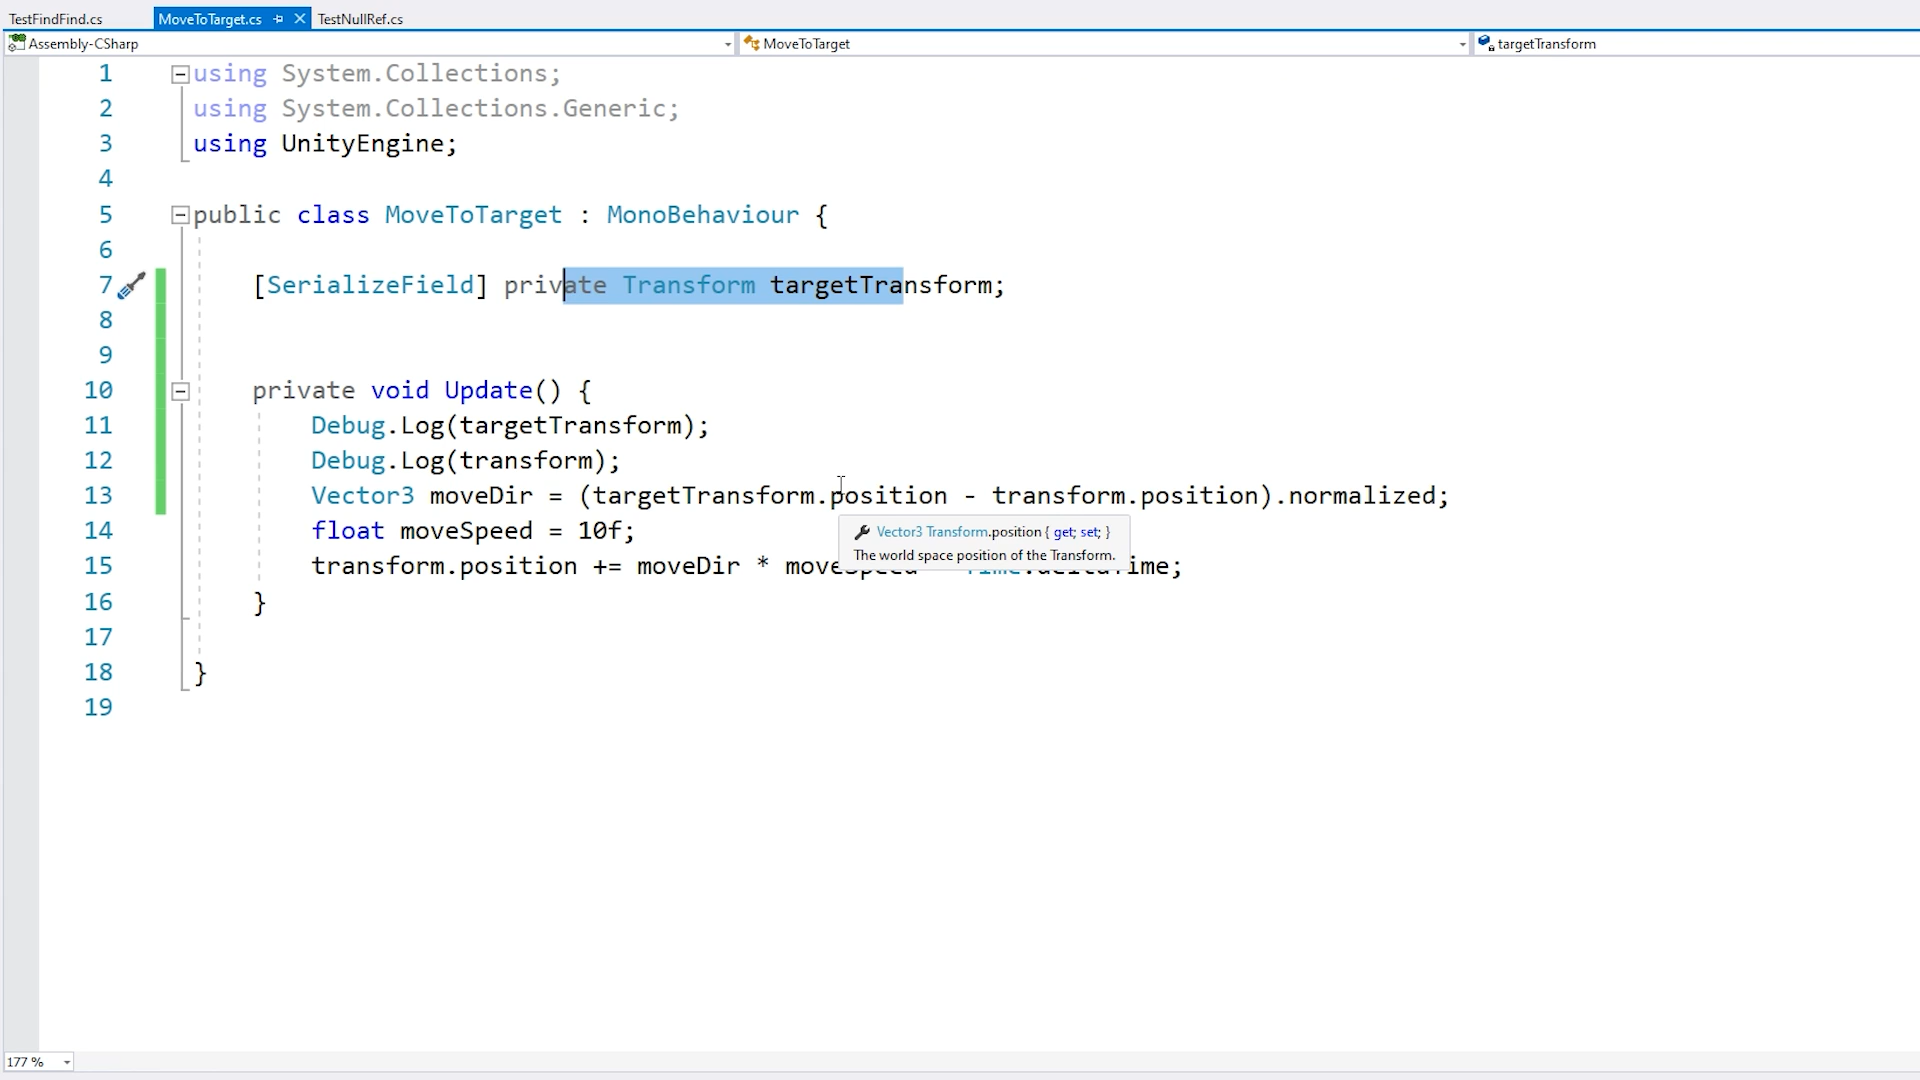 TestFindFind.cs MoveToTarget.cs TestNullRef.cs
Assembly-CSharp MoveToTarget targetTransform
1 using System.Collections;
2 using System.Collections.Generic;
3 using UnityEngine;
4
5 public class MoveToTarget : MonoBehaviour {
6
7 [SerializeField] private Transform targetTransform;
8
9
10 private void Update() {
11 Debug.Log(targetTransform);
12 Debug.Log(transform);
13 Vector3 moveDir = (targetTransform.position - transform.position).normalized;
14 float moveSpeed = 10f;
Vector3 Transform.position { get; set; }
The world space position of the Transform.
15 transform.position += moveDir * moveSpeed Time.deltaTime;
16 }
17
18 }
19
177 %